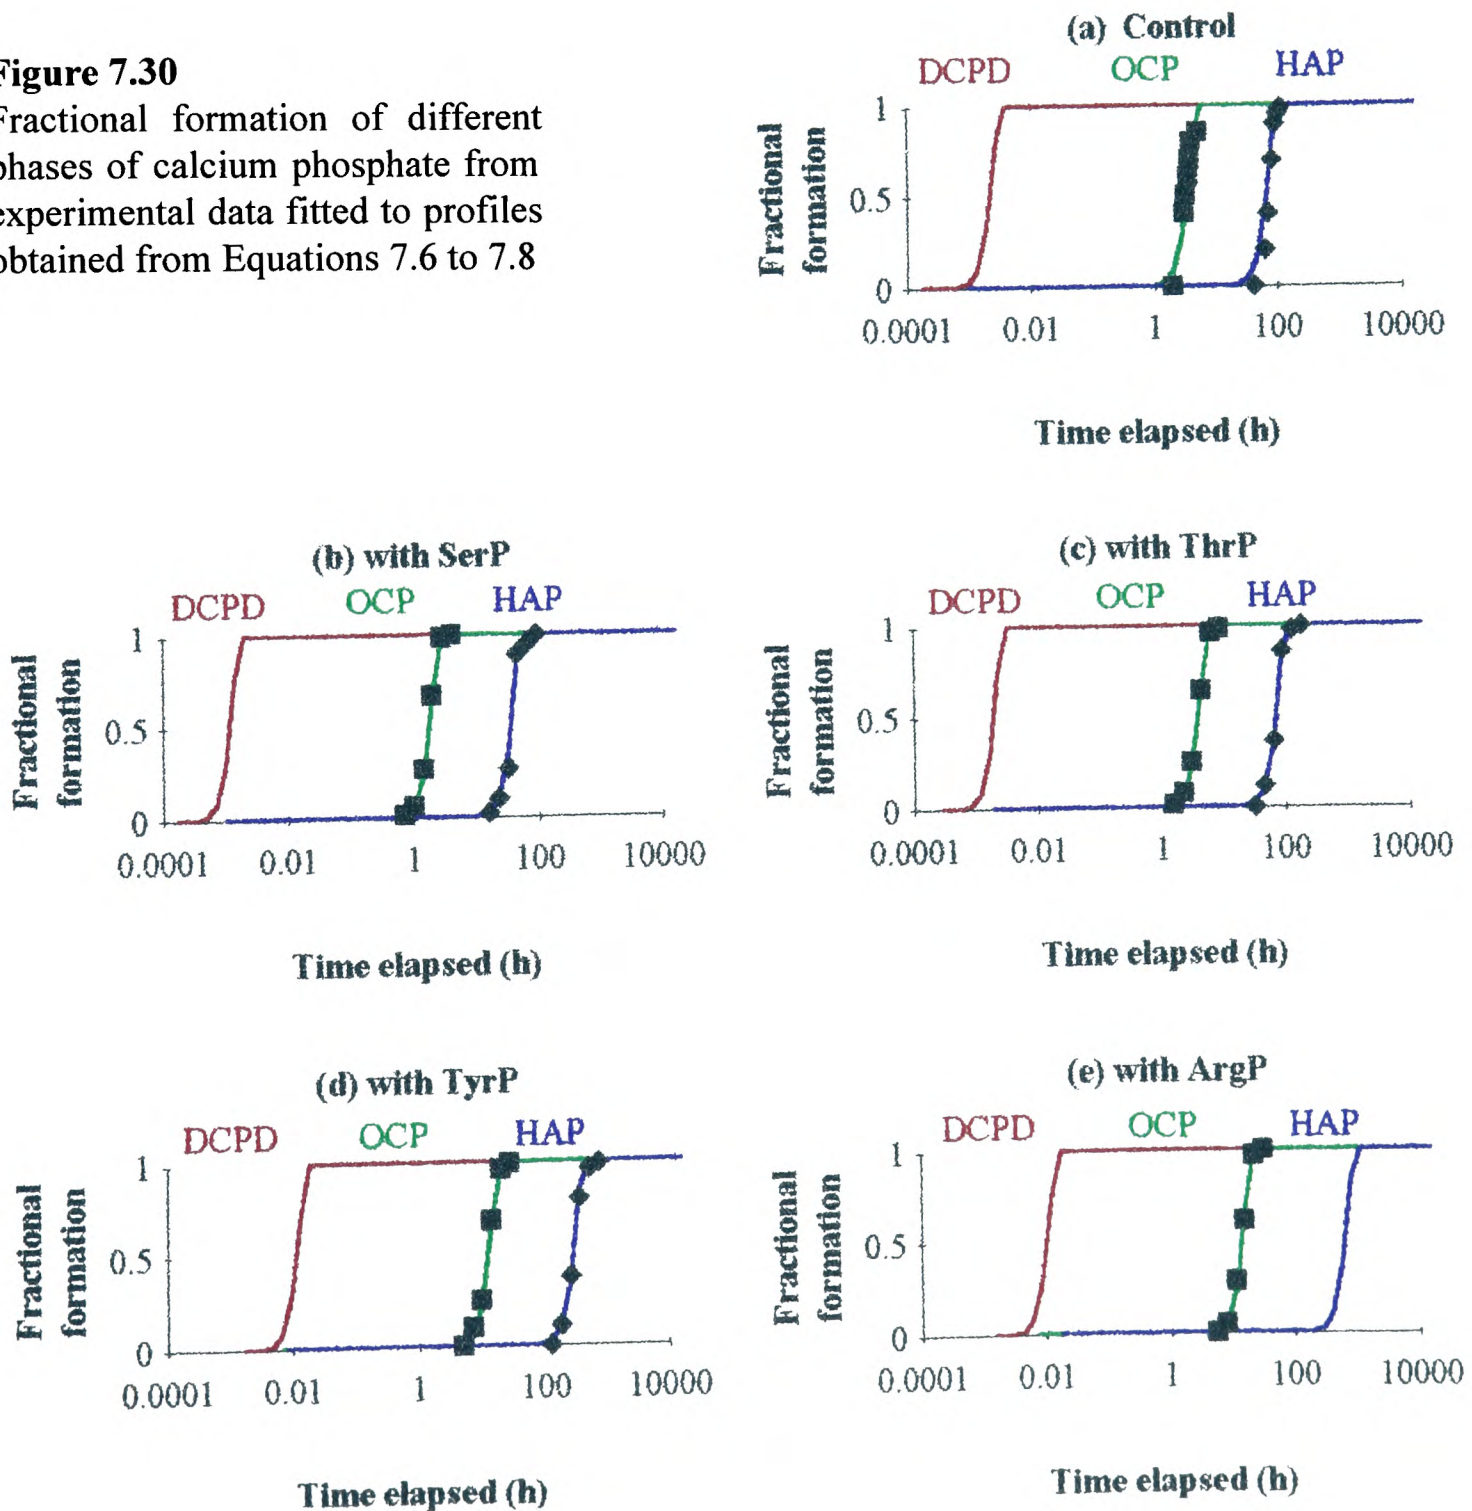 Figure 7.30
Fractional formation of different
phases of calcium phosphate from
experimental data fitted to profiles
obtained from Equations 7.6 to 7.8
(a) Control
DCPD OCP HAP
Fractional
formation
1
0.5
0
0.0001 0.01 1 100 10000
Time elapsed (h)
(b) with SerP
DCPD OCP HAP
Fractional
formation
1
0.5
0
0.0001 0.01 1 100 10000
Time elapsed (h)
(c) with ThrP
DCPD OCP HAP
Fractional
formation
1
0.5
0
0.0001 0.01 1 100 10000
Time elapsed (h)
(d) with TyrP
DCPD OCP HAP
Fractional
formation
1
0.5
0
0.0001 0.01 1 100 10000
Time elapsed (h)
(e) with ArgP
DCPD OCP HAP
Fractional
formation
1
0.5
0
0.0001 0.01 1 100 10000
Time elapsed (h)